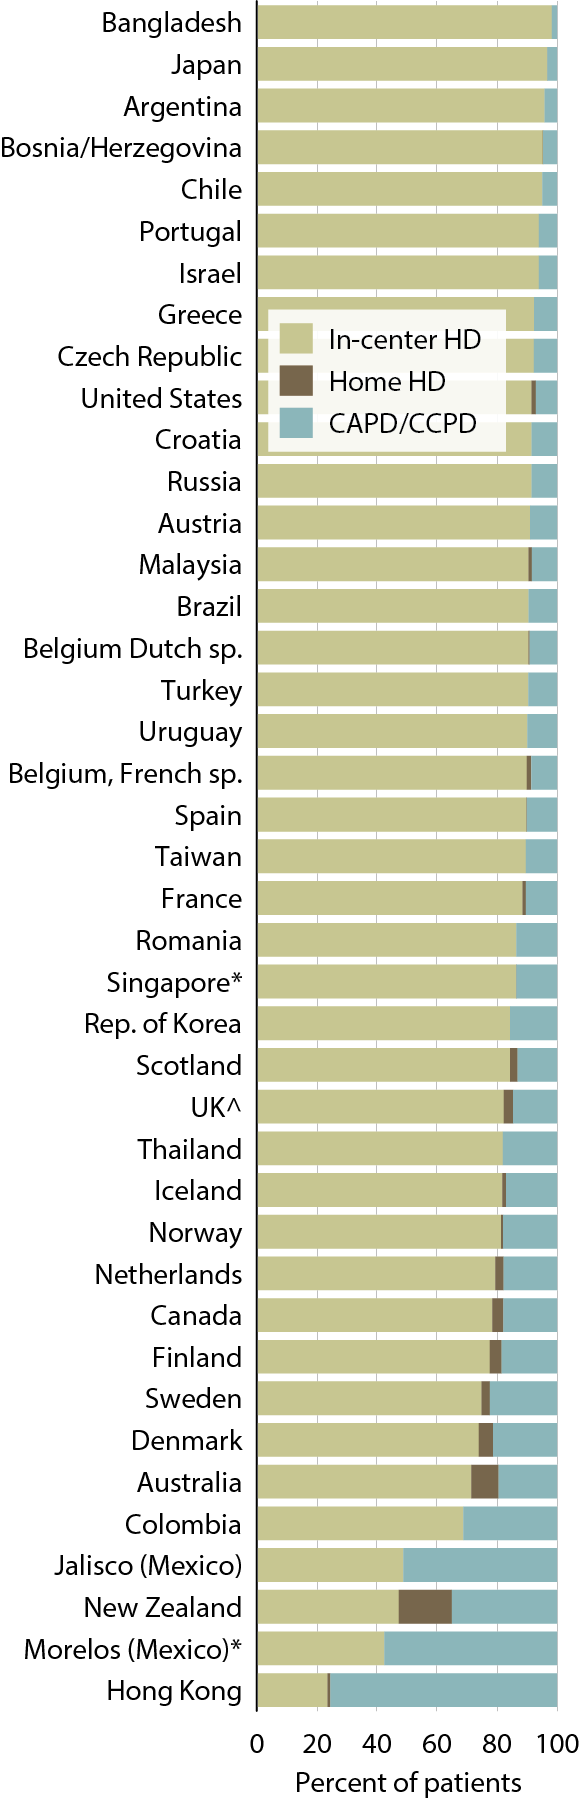 Bangladesh
Japan
Argentina
Bosnia/Herzegovina
Chile
Portugal
Israel
Greece
Czech Republic
United States
Croatia
Russia
Austria
Malaysia
Brazil
Belgium Dutch sp.
Turkey
Uruguay
Belgium, French sp.
Spain
Taiwan
France
Romania
Singapore*
Rep. of Korea
Scotland
UK^
Thailand
Iceland
Norway
Netherlands
Canada
Finland
Sweden
Denmark
Australia
Colombia
Jalisco (Mexico)
New Zealand
Morelos (Mexico)*
Hong Kong
In-center HD
Home HD
CAPD/CCPD
0 20 40 60 80 100
Percent of patients